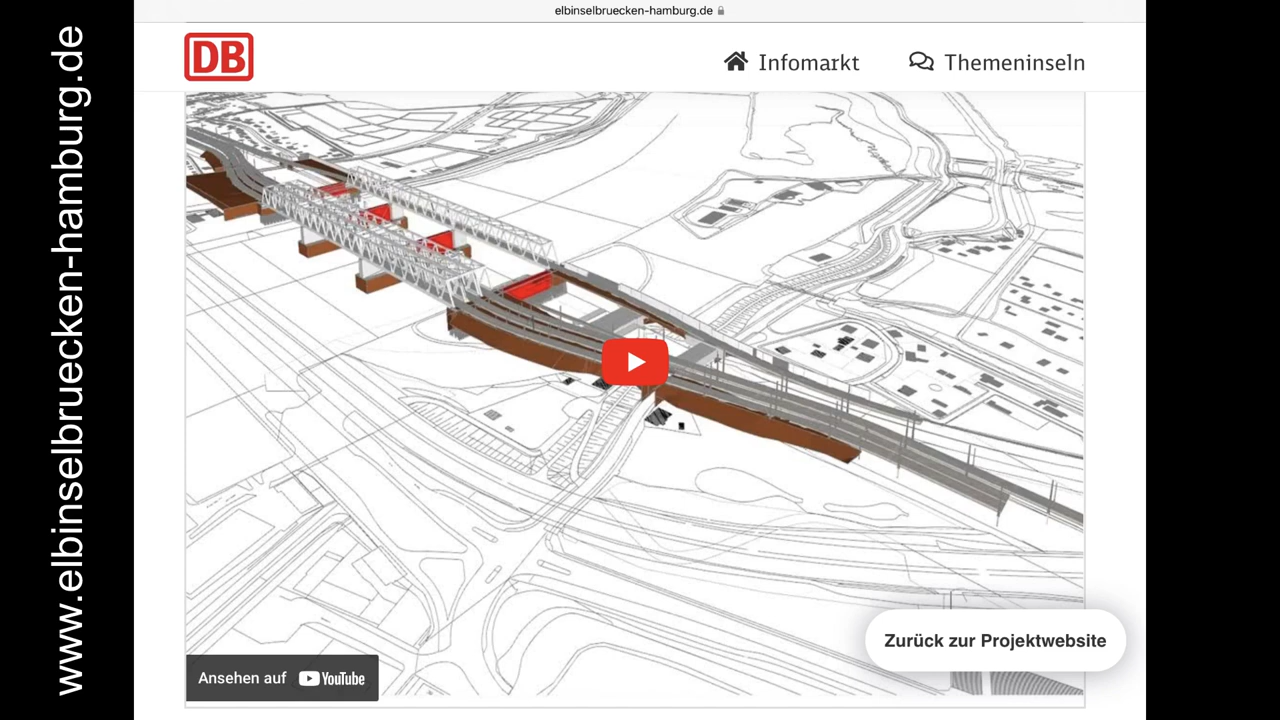 www.elbinselbruecken-hamburg.de
elbinselbruecken-hamburg.de
DB
Infomarkt
Themeninseln
Zurück zur Projektwebsite
Ansehen auf YouTube